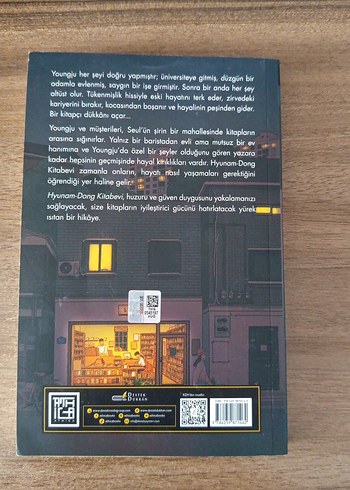 Youngju her şeyi doğru yapmıştır; üniversiteye gitmiş, düzgün bir
adamla evlenmiş, saygın bir işe girmiştir. Sonra bir anda her şey
altüst olur. Tükenmişlik hissiyle eski hayatını terk eder, zirvedeki
kariyerini bırakır, kocasından boşanır ve hayalinin peşinden gider.
Bir kitapçı dükkânı açar...
Youngju ve müşterileri, Seul'ün şirin bir mahallesinde kitapların
arasına sığınırlar. Yalnız bir baristadan evli ama mutsuz bir ev
hanımına ve Youngju'da özel bir şeyler olduğunu gören yazara
kadar hepsinin geçmişinde hayal kırıklıkları vardır. Hyunam-Dong
Kitabevi zamanla onların, hayatı nasıl yaşamaları gerektiğini
öğrendiği yer haline gelir.
Hyunam-Dong Kitabevi, huzuru ve güven duygusunu yakalamanızı
sağlayacak, size kitapların iyileştirici gücünü hatırlatacak yürek
ısıtan bir hikâye.
DESTEK
DÜKKAN